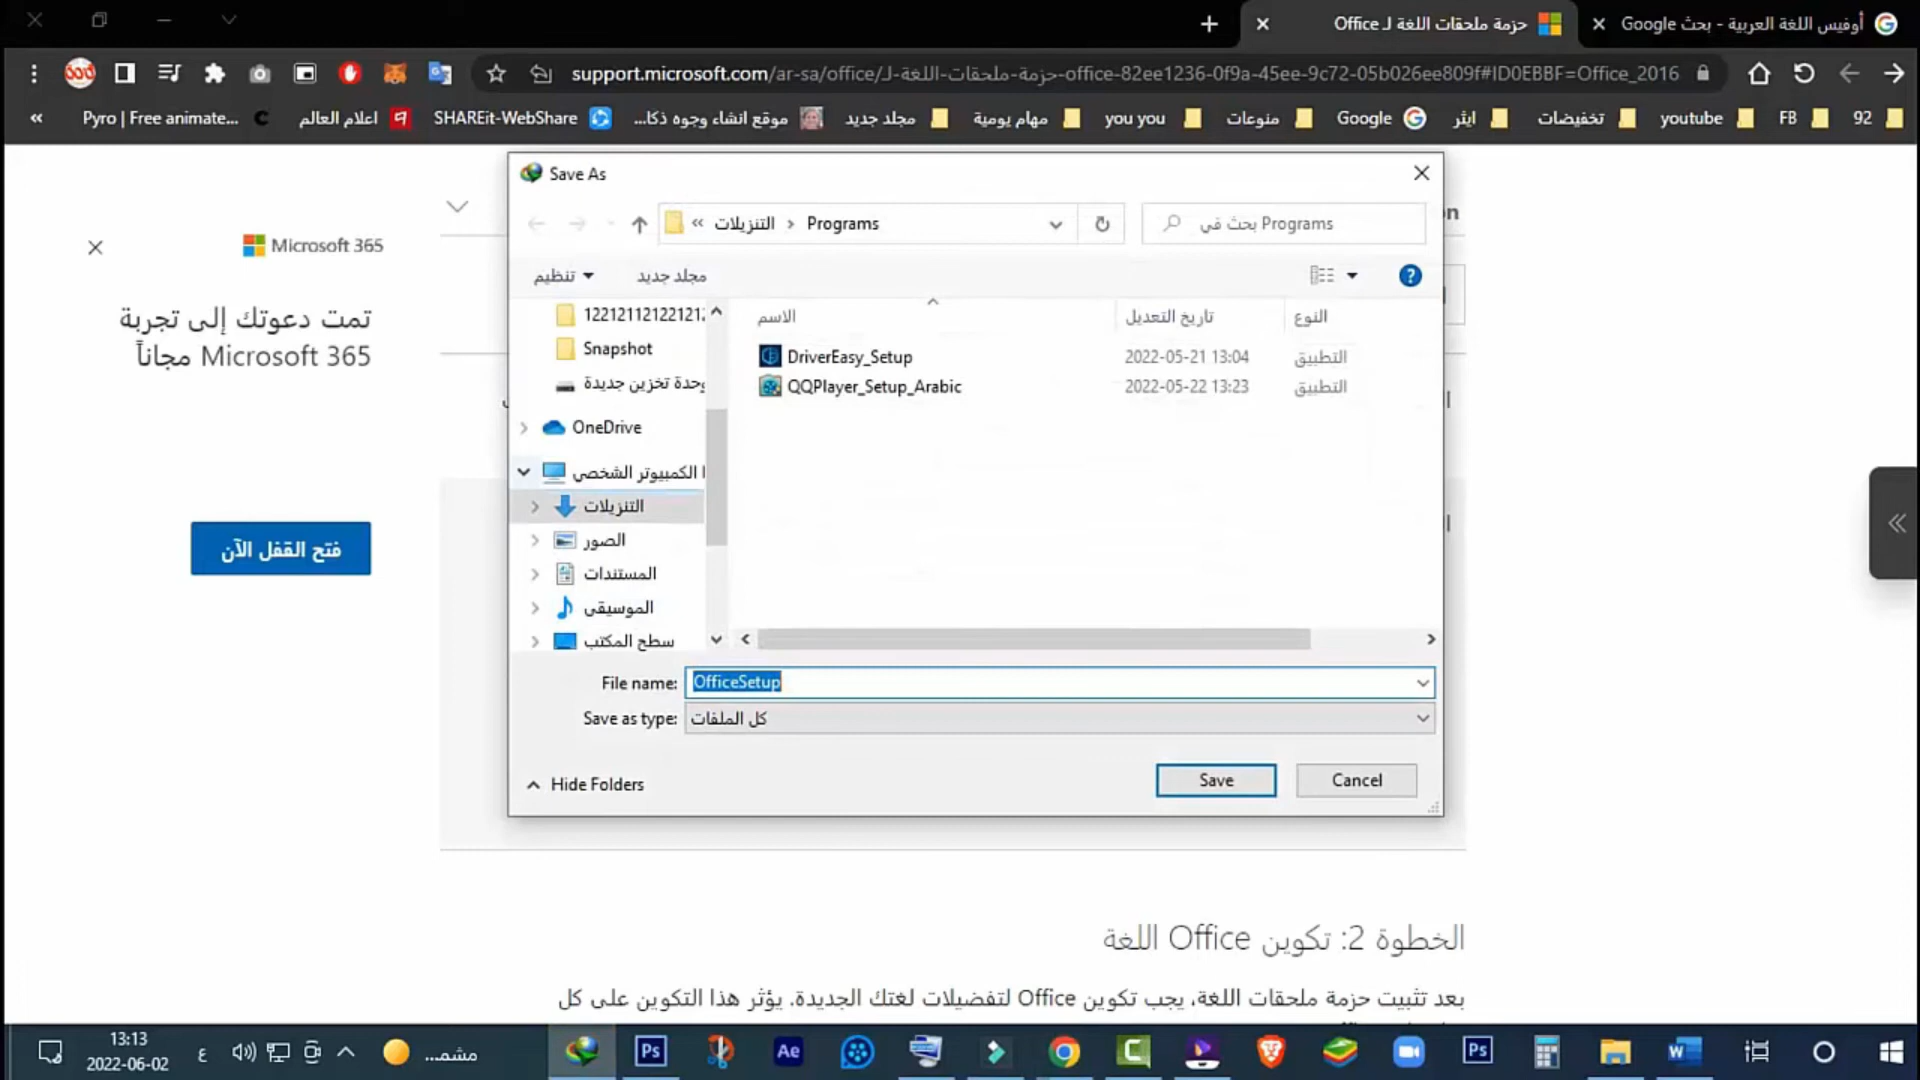 أوفيس اللغة العربية - بحث Google
حزمة ملحقات اللغة لـ Office
support.microsoft.com/ar-sa/office/حزمة-ملحقات-اللغة-لـ-office-82ee1236-0f9a-45ee-9c72-05b026ee809f#ID0EBBF=Office_2016
92
FB
youtube
تخفيضات
ايثر
Google
منوعات
you you
مهام يومية
مجلد جديد
موقع انشاء وجوه ذكا...
SHAREit-WebShare
اعلام العالم
Pyro | Free animate...
Microsoft 365
تمت دعوتك إلى تجربة
Microsoft 365 مجاناً
فتح القفل الآن
Save As
التنزيلات
Programs
بحث في Programs
تنظيم
مجلد جديد
الاسم
تاريخ التعديل
النوع
DriverEasy_Setup
2022-05-21 13:04
التطبيق
QQPlayer_Setup_Arabic
2022-05-22 13:23
التطبيق
Snapshot
وحدة تخزين جديدة
OneDrive
الكمبيوتر الشخصي
التنزيلات
الصور
المستندات
الموسيقى
سطح المكتب
File name: OfficeSetup
Save as type: كل الملفات
Hide Folders
Save
Cancel
الخطوة 2: تكوين Office اللغة
بعد تثبيت حزمة ملحقات اللغة، يجب تكوين Office لتفضيلات لغتك الجديدة. يؤثر هذا التكوين على كل
مشمـ...
ع
13:13
2022-06-02